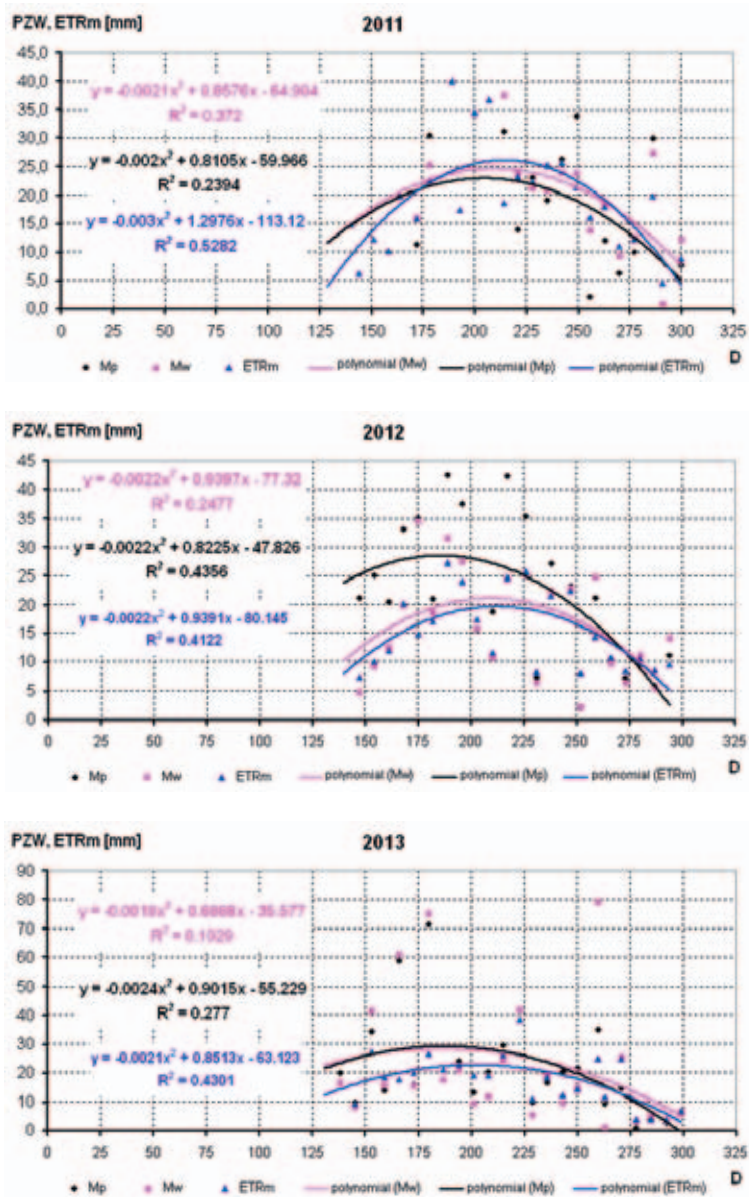 PZW, ETRm [mm] 2011
45,0
40,0
35,0
30,0
25,0
20,0
15,0
10,0
5,0
0,0
y = -0.0021x² + 0.8576x - 64.904
R² = 0.372
y = -0.002x² + 0.8105x - 59.966
R² = 0.2394
y = -0.003x² + 1.2976x - 113.12
R² = 0.5282
0 25 50 75 100 125 150 175 200 225 250 275 300 325
Mp Mw ETRm polynomial (Mw) polynomial (Mp) polynomial (ETRm) D
PZW, ETRm [mm] 2012
45
40
35
30
25
20
15
10
5
0
y = -0.0022x² + 0.9397x - 77.32
R² = 0.2477
y = -0.0022x² + 0.8225x - 47.826
R² = 0.4356
y = -0.0022x² + 0.9391x - 80.145
R² = 0.4122
0 25 50 75 100 125 150 175 200 225 250 275 300 325
Mp Mw ETRm polynomial (Mw) polynomial (Mp) polynomial (ETRm) D
PZW, ETRm [mm] 2013
90
80
70
60
50
40
30
20
10
0
R² = 0.1029
y = -0.0024x² + 0.9015x - 55.229
R² = 0.277
y = -0.0021x² + 0.8513x - 63.123
R² = 0.4301
0 25 50 75 100 125 150 175 200 225 250 275 300 325
Mp Mw ETRm polynomial (Mw) polynomial (Mp) polynomial (ETRm) D